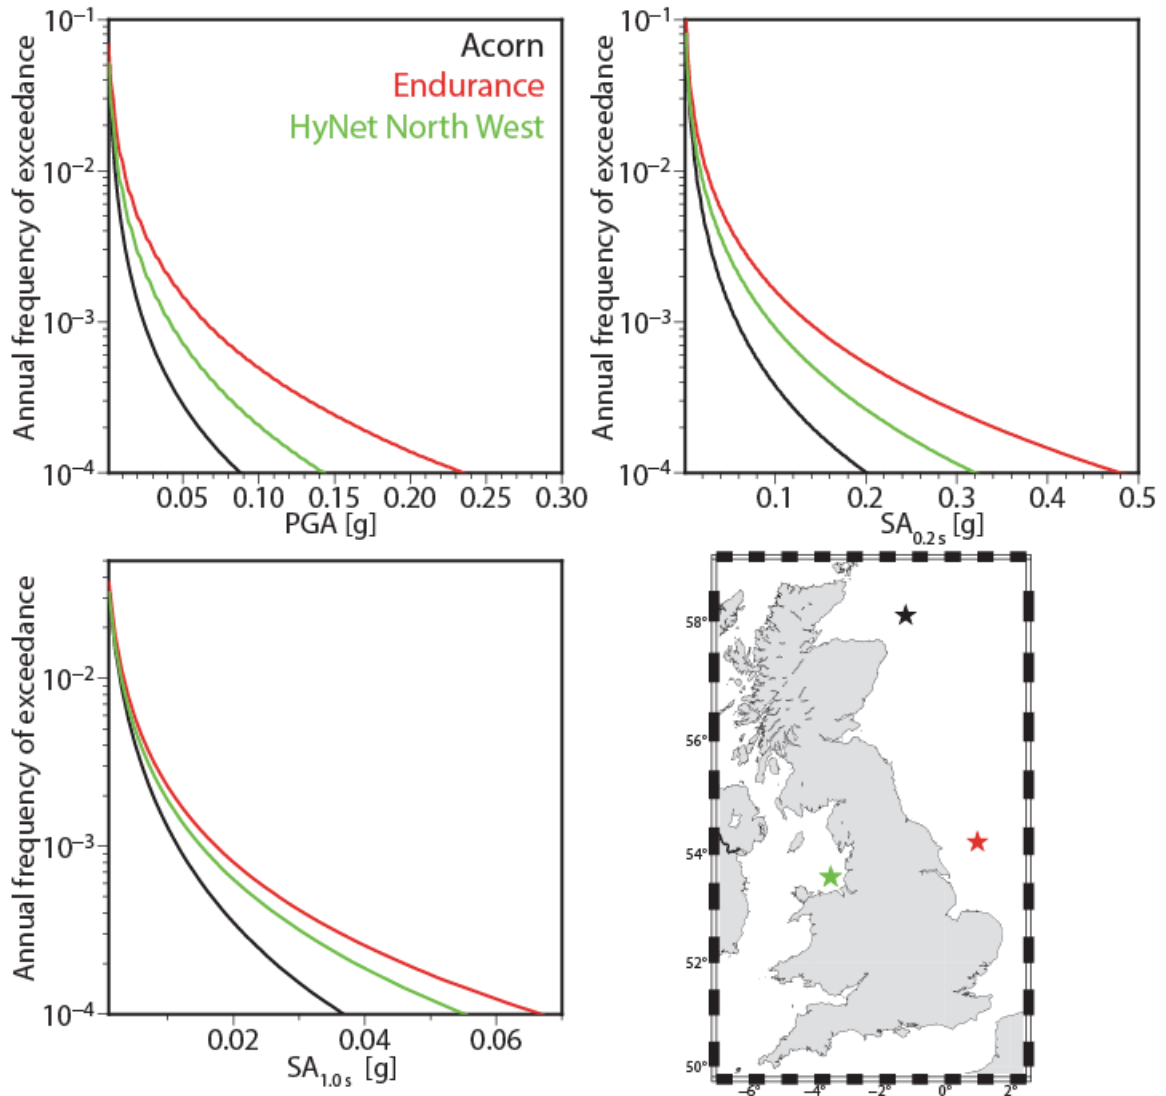 Annual frequency of exceedance
10⁻¹
10⁻²
10⁻³
10⁻⁴
Acorn
Endurance
HyNet North West
0.05 0.10 0.15 0.20 0.25 0.30
PGA [g]
Annual frequency of exceedance
10⁻¹
10⁻²
10⁻³
10⁻⁴
0.1 0.2 0.3 0.4 0.5
SA0.2 s [g]
Annual frequency of exceedance
10⁻²
10⁻³
10⁻⁴
0.02 0.04 0.06
SA1.0 s [g]
58°
56°
54°
52°
50°
−6° −4° −2° 0° 2°